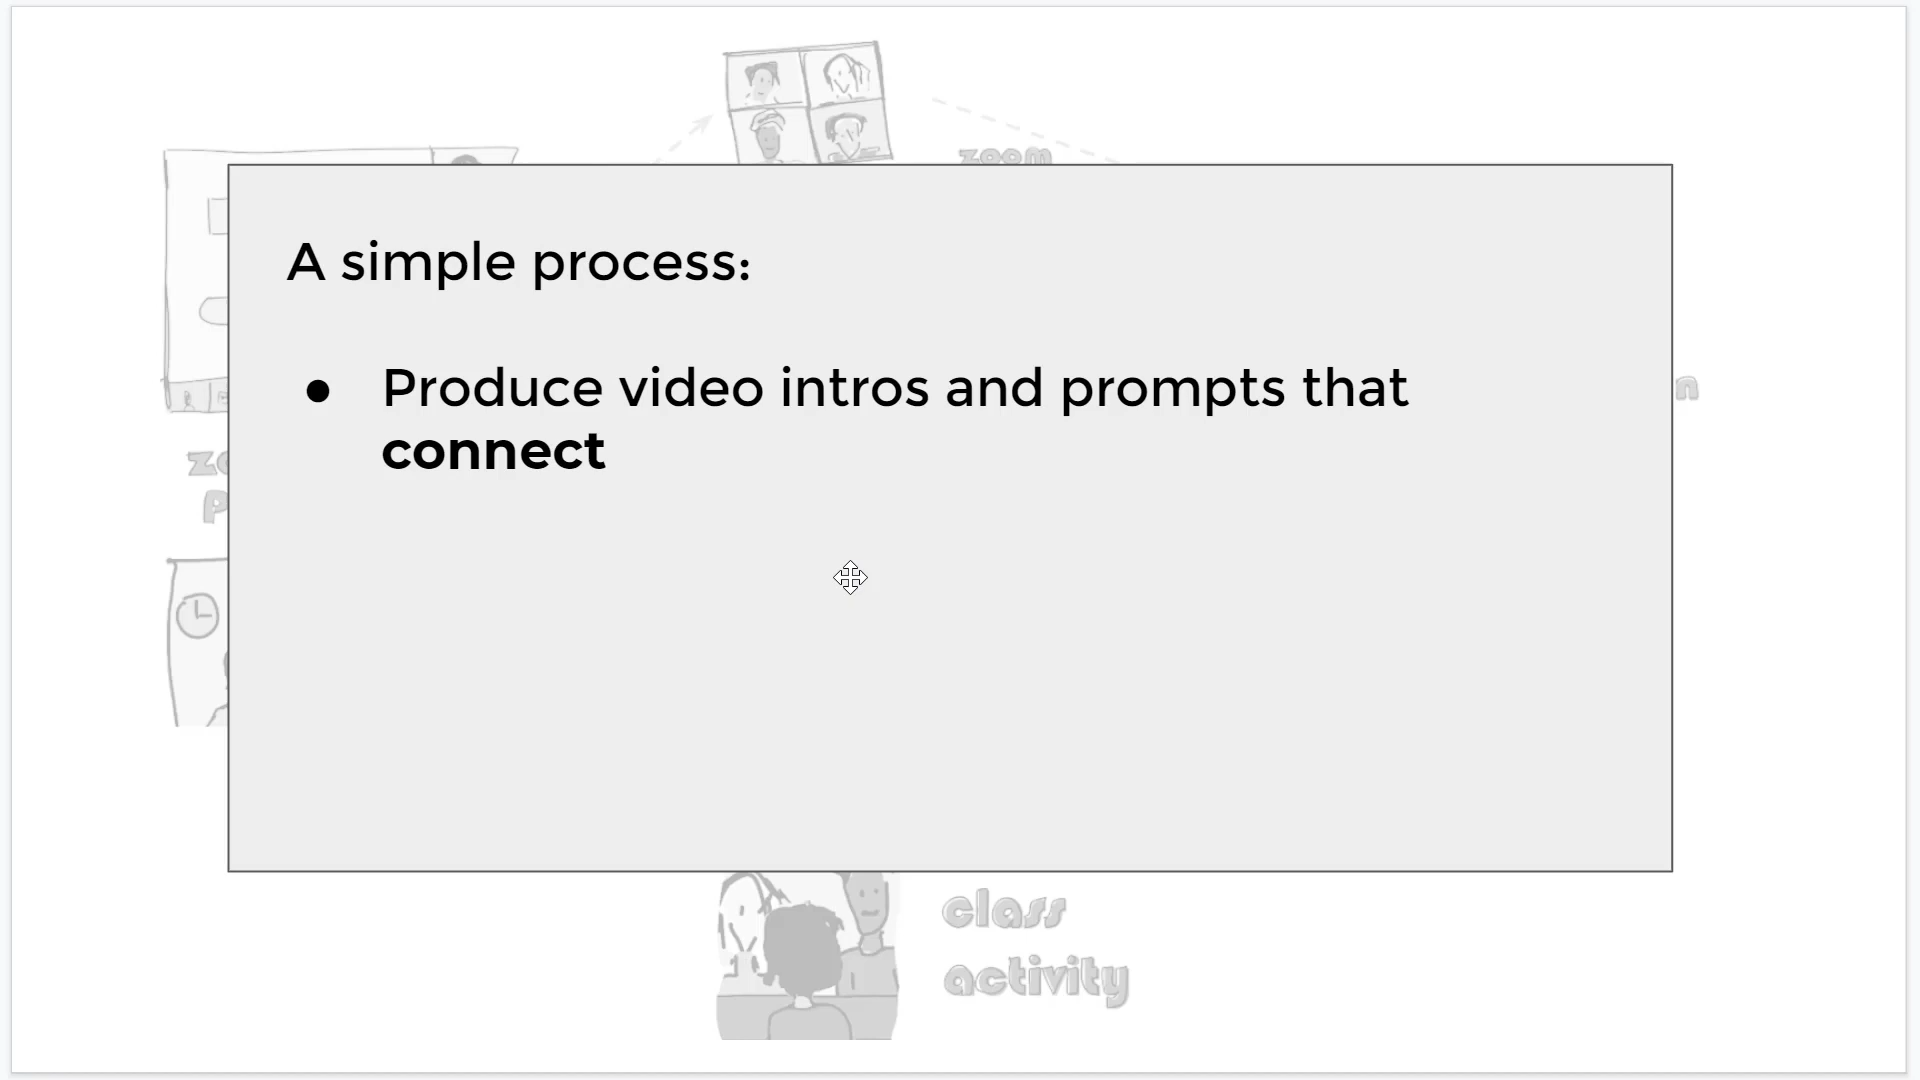 zoom
A simple process:
● Produce video intros and prompts that
connect
class
activity